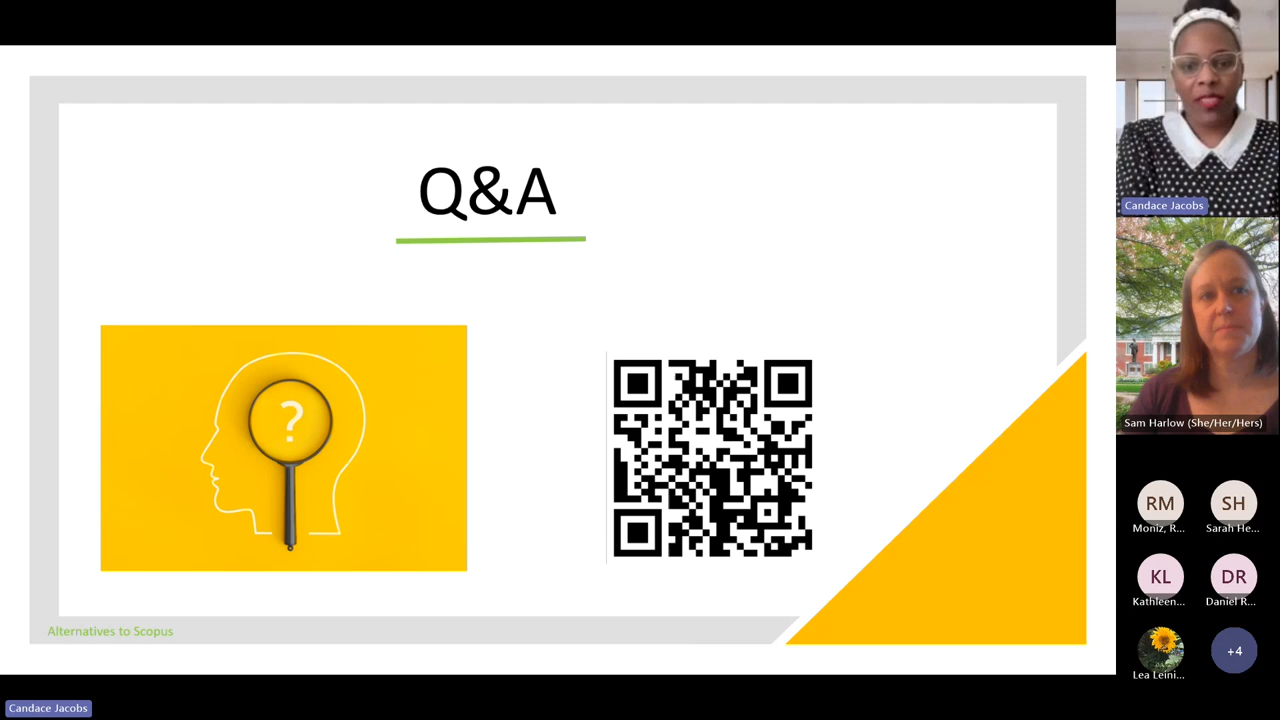 Q&A
?
Alternatives to Scopus
Candace Jacobs
Candace Jacobs
Sam Harlow (She/Her/Hers)
RM
Moniz, R...
SH
Sarah He...
KL
Kathleen...
DR
Daniel R...
Lea Leini...
+4